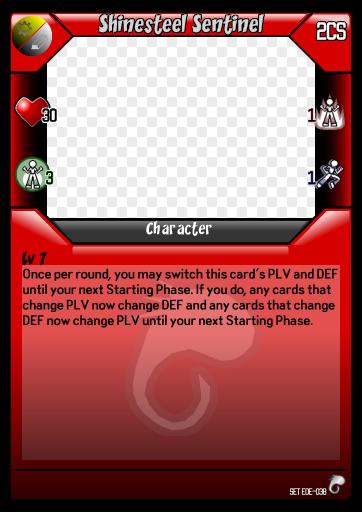 Shinesteel Sentinel
2CS
30
1
3
1
Character
Lv 1
Once per round, you may switch this card's PLV and DEF
until your next Starting Phase. If you do, any cards that
change PLV now change DEF and any cards that change
DEF now change PLV until your next Starting Phase.
SET EOE-038